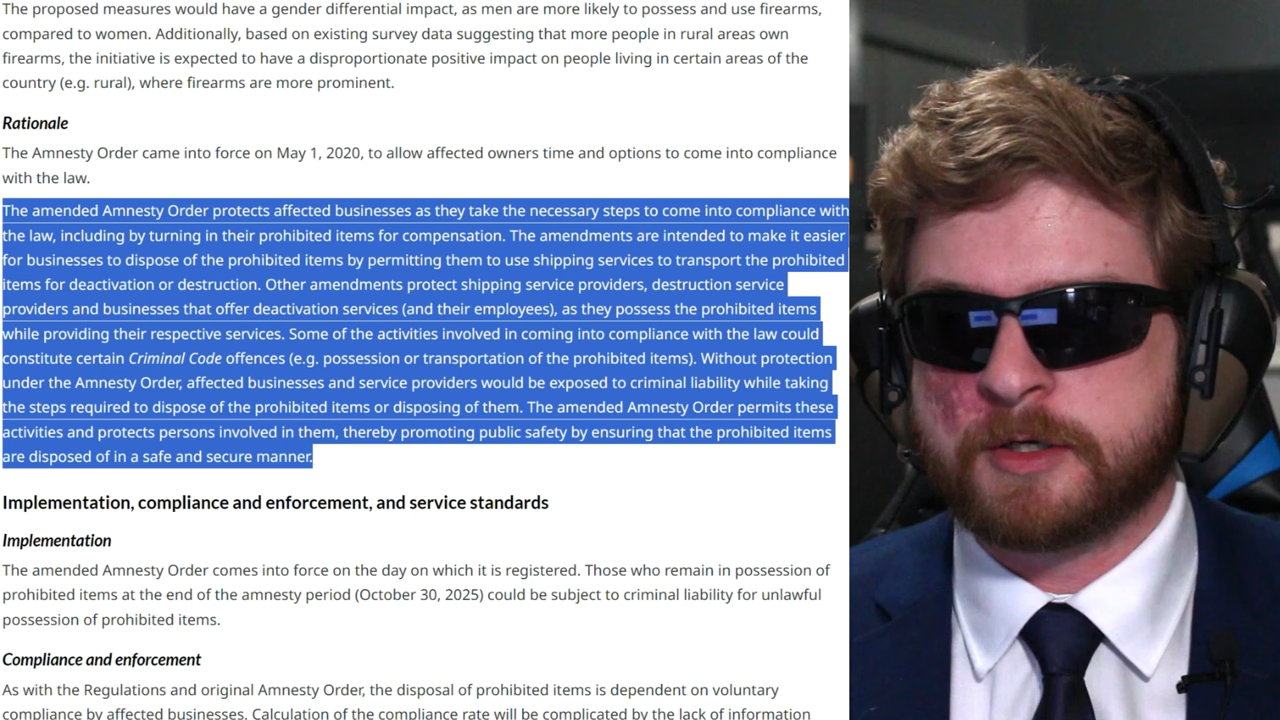 The proposed measures would have a gender differential impact, as men are more likely to possess and use firearms,
compared to women. Additionally, based on existing survey data suggesting that more people in rural areas own
firearms, the initiative is expected to have a disproportionate positive impact on people living in certain areas of the
country (e.g. rural), where firearms are more prominent.
Rationale
The Amnesty Order came into force on May 1, 2020, to allow affected owners time and options to come into compliance
with the law.
The amended Amnesty Order protects affected businesses as they take the necessary steps to come into compliance with
the law, including by turning in their prohibited items for compensation. The amendments are intended to make it easier
for businesses to dispose of the prohibited items by permitting them to use shipping services to transport the prohibited
items for deactivation or destruction. Other amendments protect shipping service providers, destruction service
providers and businesses that offer deactivation services (and their employees), as they possess the prohibited items
while providing their respective services. Some of the activities involved in coming into compliance with the law could
constitute certain Criminal Code offences (e.g. possession or transportation of the prohibited items). Without protection
under the Amnesty Order, affected businesses and service providers would be exposed to criminal liability while taking
the steps required to dispose of the prohibited items or disposing of them. The amended Amnesty Order permits these
activities and protects persons involved in them, thereby promoting public safety by ensuring that the prohibited items
are disposed of in a safe and secure manner.
Implementation, compliance and enforcement, and service standards
Implementation
The amended Amnesty Order comes into force on the day on which it is registered. Those who remain in possession of
prohibited items at the end of the amnesty period (October 30, 2025) could be subject to criminal liability for unlawful
possession of prohibited items.
Compliance and enforcement
As with the Regulations and original Amnesty Order, the disposal of prohibited items is dependent on voluntary
compliance by affected businesses. Calculation of the compliance rate will be complicated by the lack of information